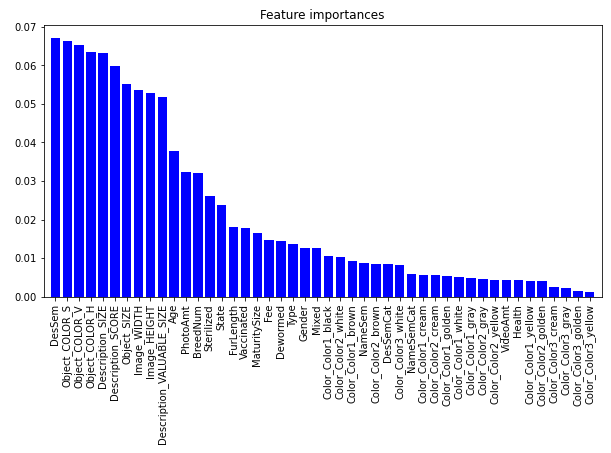 Feature importances
0.07
0.06
0.05
0.04
0.03
0.02
0.01
0.00
DesSem
Object_COLOR_S
Object_COLOR_V
Object_COLOR_H
Description_SIZE
Description_SCORE
Object_SIZE
Image_WIDTH
Image_HEIGHT
Description_VALUABLE_SIZE
Age
PhotoAmt
BreedNum
Sterilized
State
FurLength
Vaccinated
MaturitySize
Fee
Dewormed
Type
Gender
Mixed
Color_Color1_black
Color_Color2_white
Color_Color1_brown
NameSem
Color_Color2_brown
DesSemCat
Color_Color3_white
NameSemCat
Color_Color1_cream
Color_Color2_cream
Color_Color1_golden
Color_Color1_white
Color_Color1_gray
Color_Color2_gray
Color_Color2_yellow
VideoAmt
Health
Color_Color1_yellow
Color_Color2_golden
Color_Color3_cream
Color_Color3_gray
Color_Color3_golden
Color_Color3_yellow